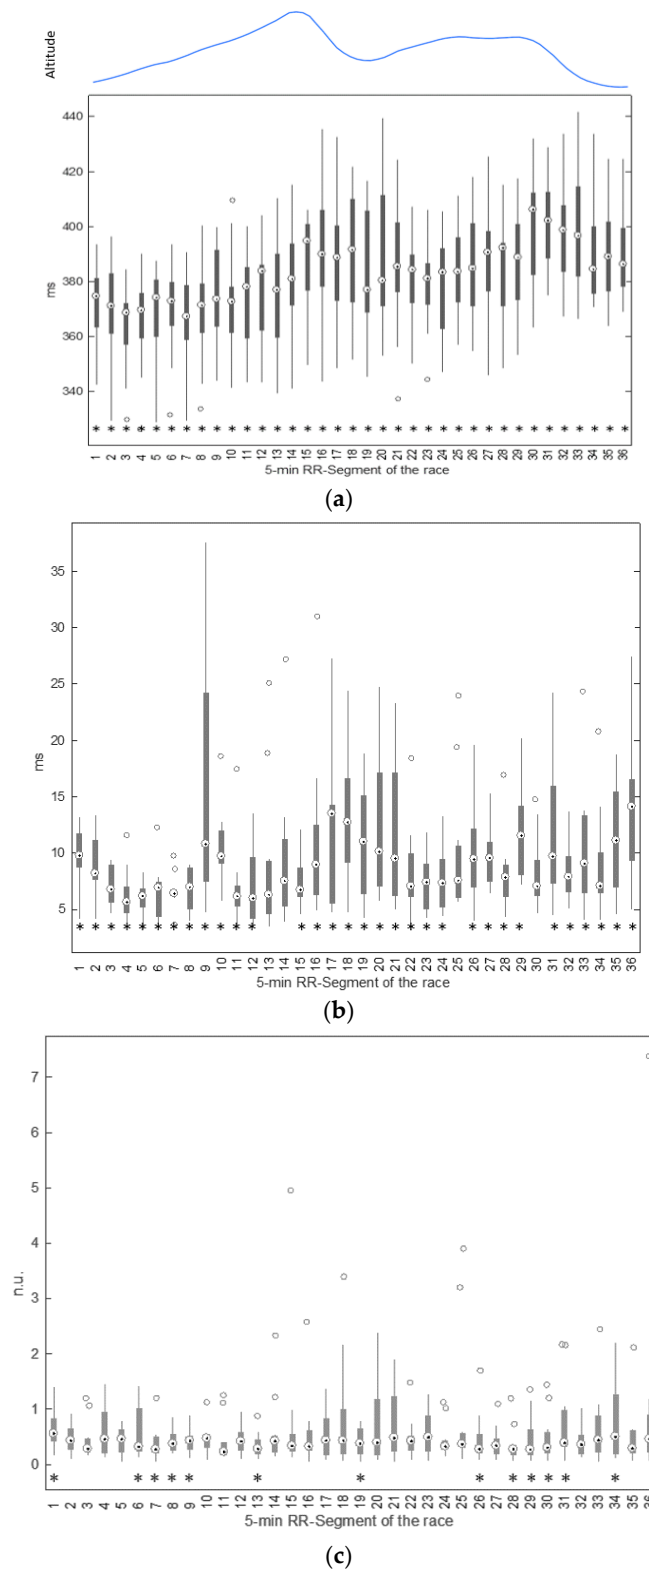 Altitude
440
420
400
380
360
340
ms
* * * * * * * * * * * * * * * * * * * * * * * * * * * * * * * * * * * *
1 2 3 4 5 6 7 8 9 10 11 12 13 14 15 16 17 18 19 20 21 22 23 24 25 26 27 28 29 30 31 32 33 34 35 36
5-min RR-Segment of the race
(a)
35
30
25
20
15
10
5
ms
* * * * * * * * * * * * * * * * * * * * * * * * * * * * * * * *
1 2 3 4 5 6 7 8 9 10 11 12 13 14 15 16 17 18 19 20 21 22 23 24 25 26 27 28 29 30 31 32 33 34 35 36
5-min RR-Segment of the race
(b)
7
6
5
4
3
2
1
0
n.u.
* * * * * * * * * * * * *
1 2 3 4 5 6 7 8 9 10 11 12 13 14 15 16 17 18 19 20 21 22 23 24 25 26 27 28 29 30 31 32 33 34 35 36
5-min RR-Segment of the race
(c)